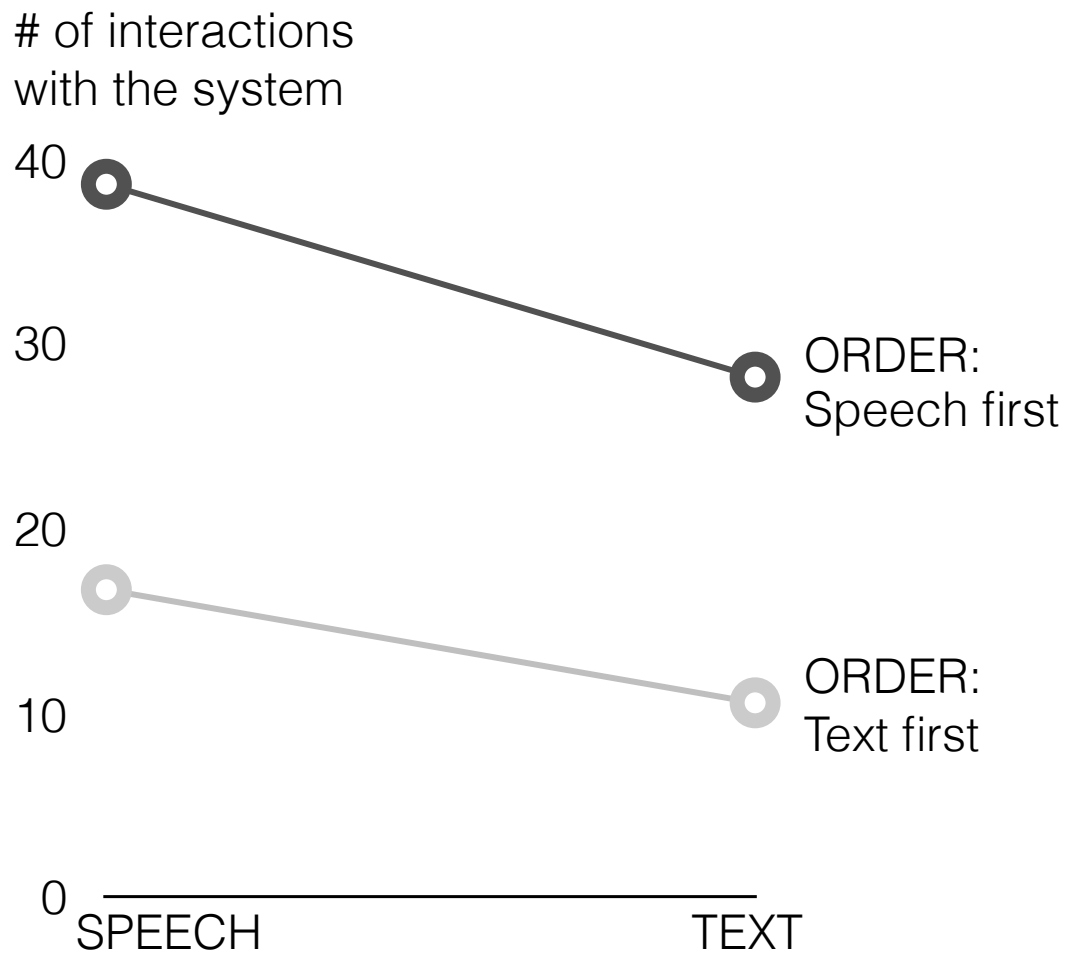 # of interactions
with the system
40
30
ORDER:
Speech first
20
ORDER:
10
Text first
0
SPEECH
TEXT